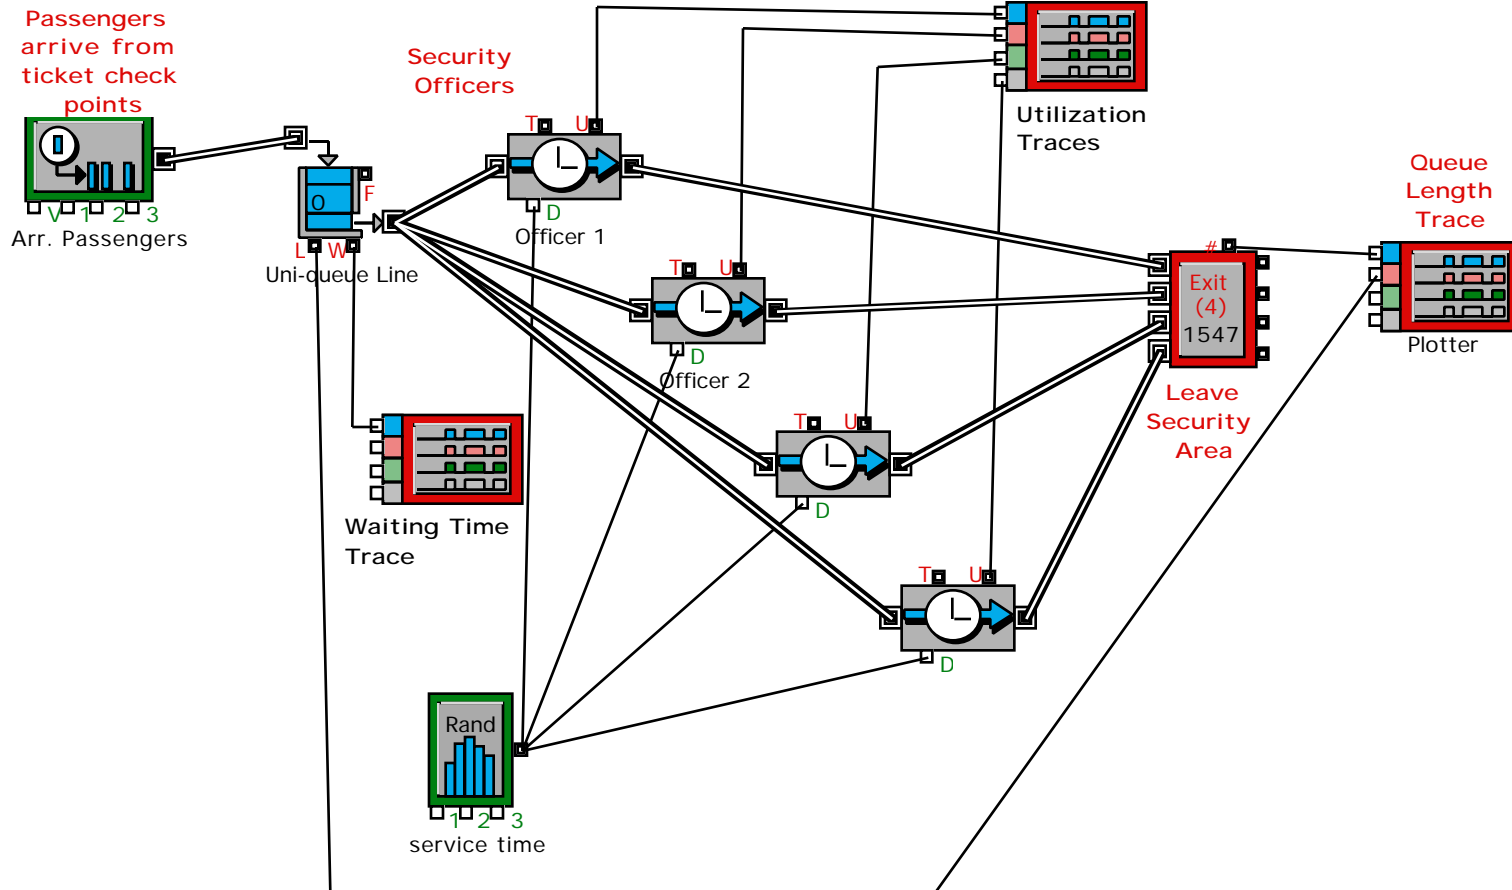 Passengers
arrive from
ticket check
points
V 1 2 3
Arr. Passengers
0
F
L W
Uni-queue Line
Security
Officers
T U
D
Officer 1
T U
D
Officer 2
T U
D
T U
D
Utilization
Traces
Waiting Time
Trace
Rand
1 2 3
service time
#
Exit
(4)
1547
Leave
Security
Area
Queue
Length
Trace
Plotter